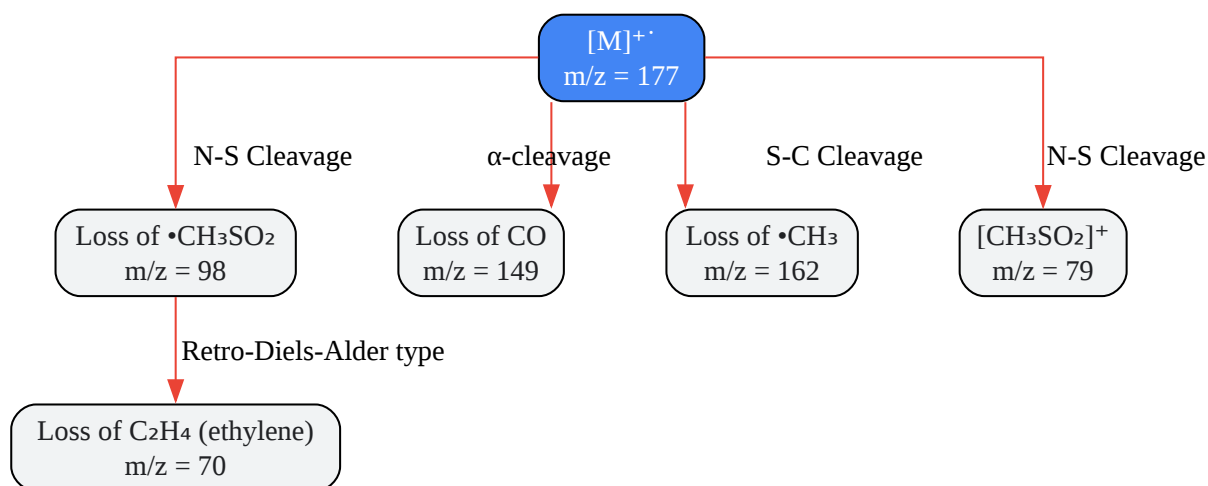 [M]⁺˙
m/z = 177
N-S Cleavage
α-cleavage
S-C Cleavage
N-S Cleavage
Loss of •CH₃SO₂
m/z = 98
Loss of CO
m/z = 149
Loss of •CH₃
m/z = 162
[CH₃SO₂]⁺
m/z = 79
Retro-Diels-Alder type
Loss of C₂H₄ (ethylene)
m/z = 70